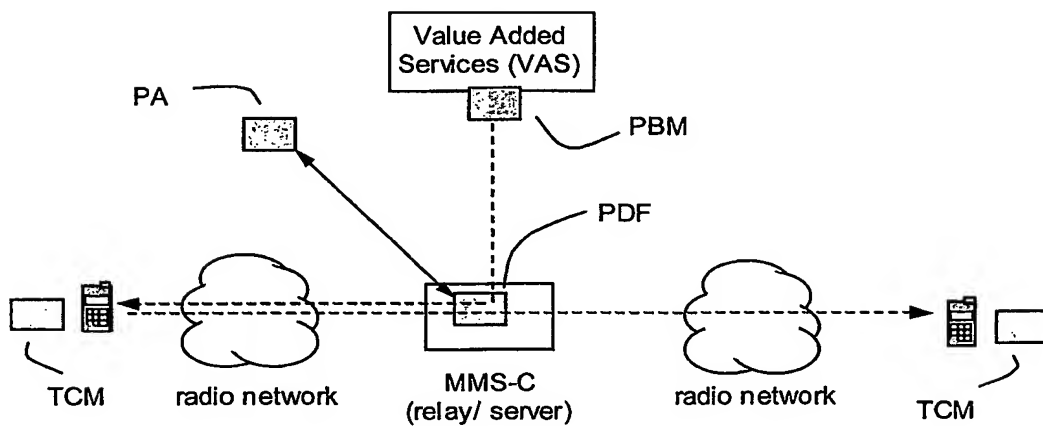 Value Added
Services (VAS)
PA
PBM
PDF
TCM
radio network
MMS-C
(relay/ server)
radio network
TCM